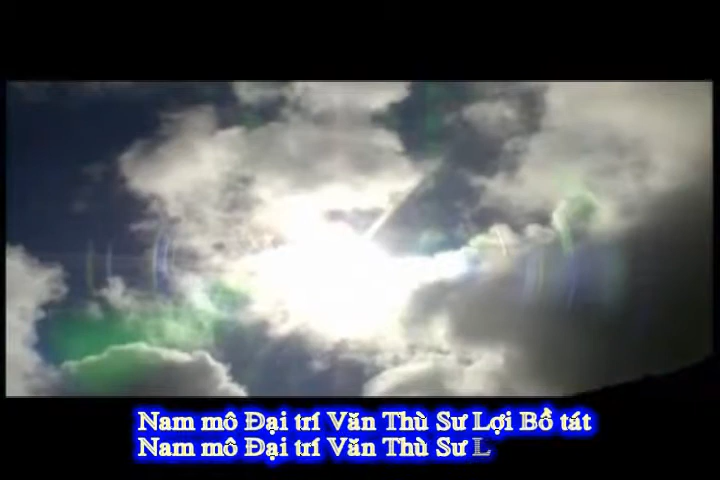 Nam mô Đại trí Văn Thù Sư Lợi Bồ tát
Nam mô Đại trí Văn Thù Sư L